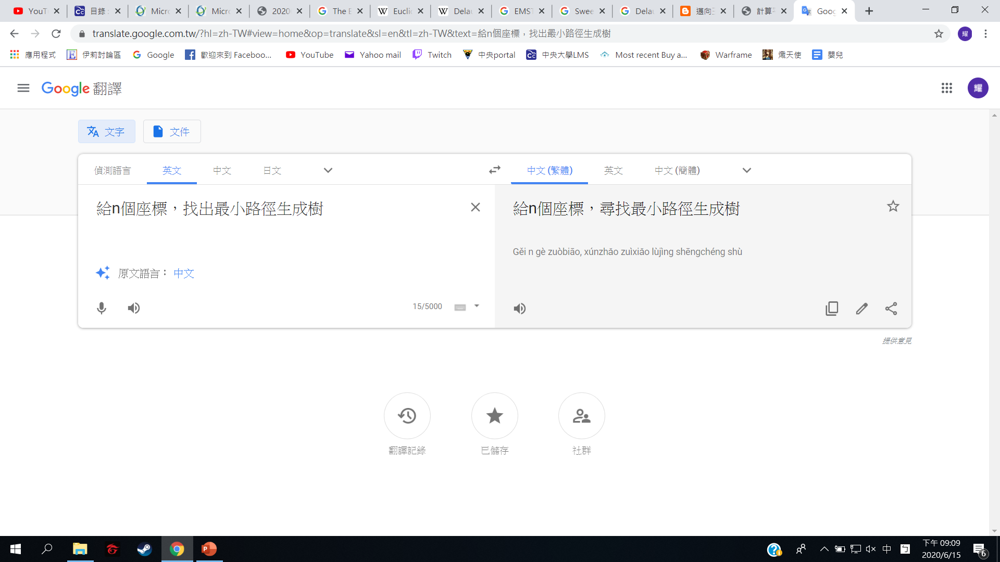 YouT
目錄
Micro
Micro
2020
The E
Euclid
Delau
EMST
Swee
Delau
邁向
計算
Goog
translate.google.com.tw/?hl=zh-TW#view=home&op=translate&sl=en&tl=zh-TW&text=給n個座標，找出最小路徑生成樹
耀
應用程式
伊莉討論區
Google
歡迎來到 Faceboo...
YouTube
Yahoo mail
Twitch
中央portal
中央大學LMS
Most recent Buy a...
Warframe
熾天使
嬰兒
Google 翻譯
耀
文字
文件
偵測語言
英文
中文
日文
中文 (繁體)
英文
中文 (簡體)
給n個座標，找出最小路徑生成樹
給n個座標，尋找最小路徑生成樹
Gěi n gè zuòbiāo, xúnzhǎo zuìxiǎo lùjìng shēngchéng shù
原文語言： 中文
15/5000
提供意見
翻譯記錄
已儲存
社群
中
下午 09:09
2020/6/15
6